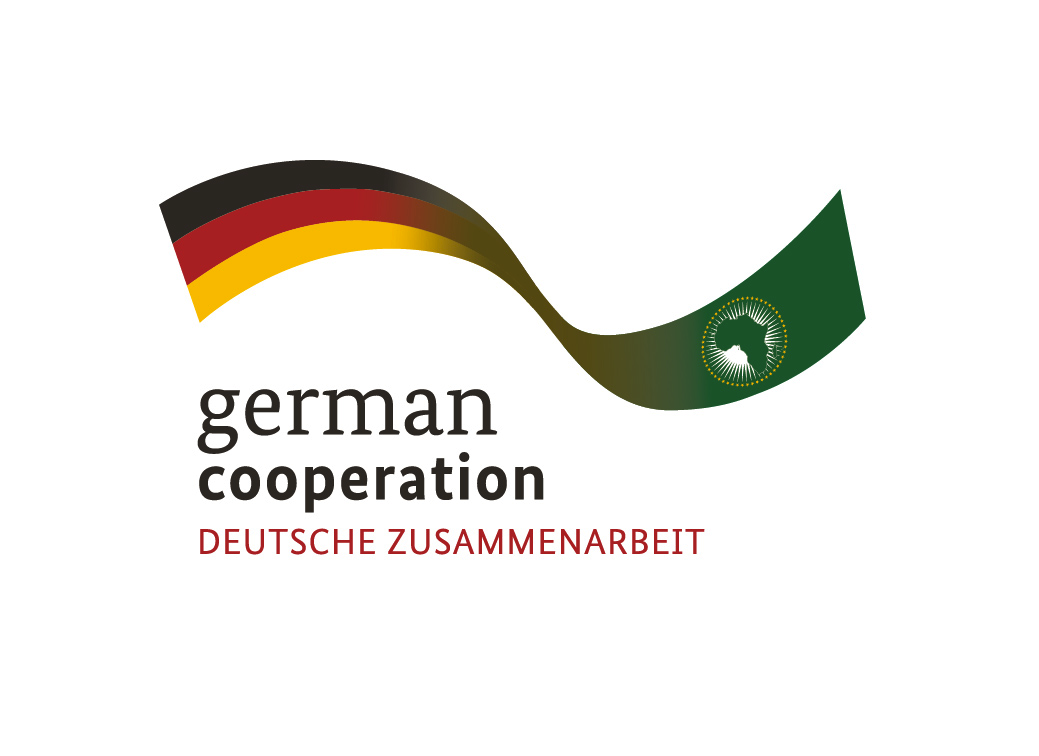 german
cooperation
DEUTSCHE ZUSAMMENARBEIT